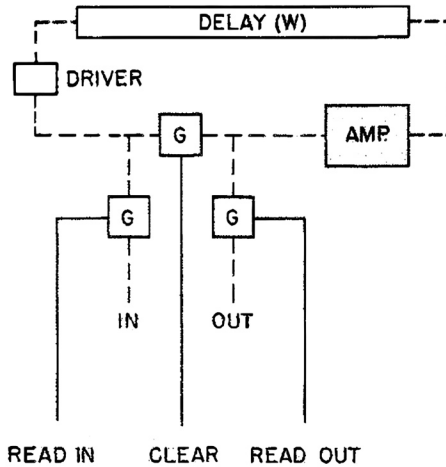 DELAY (W)
DRIVER
G
AMP.
G
G
IN
OUT
READ IN
CLEAR
READ OUT